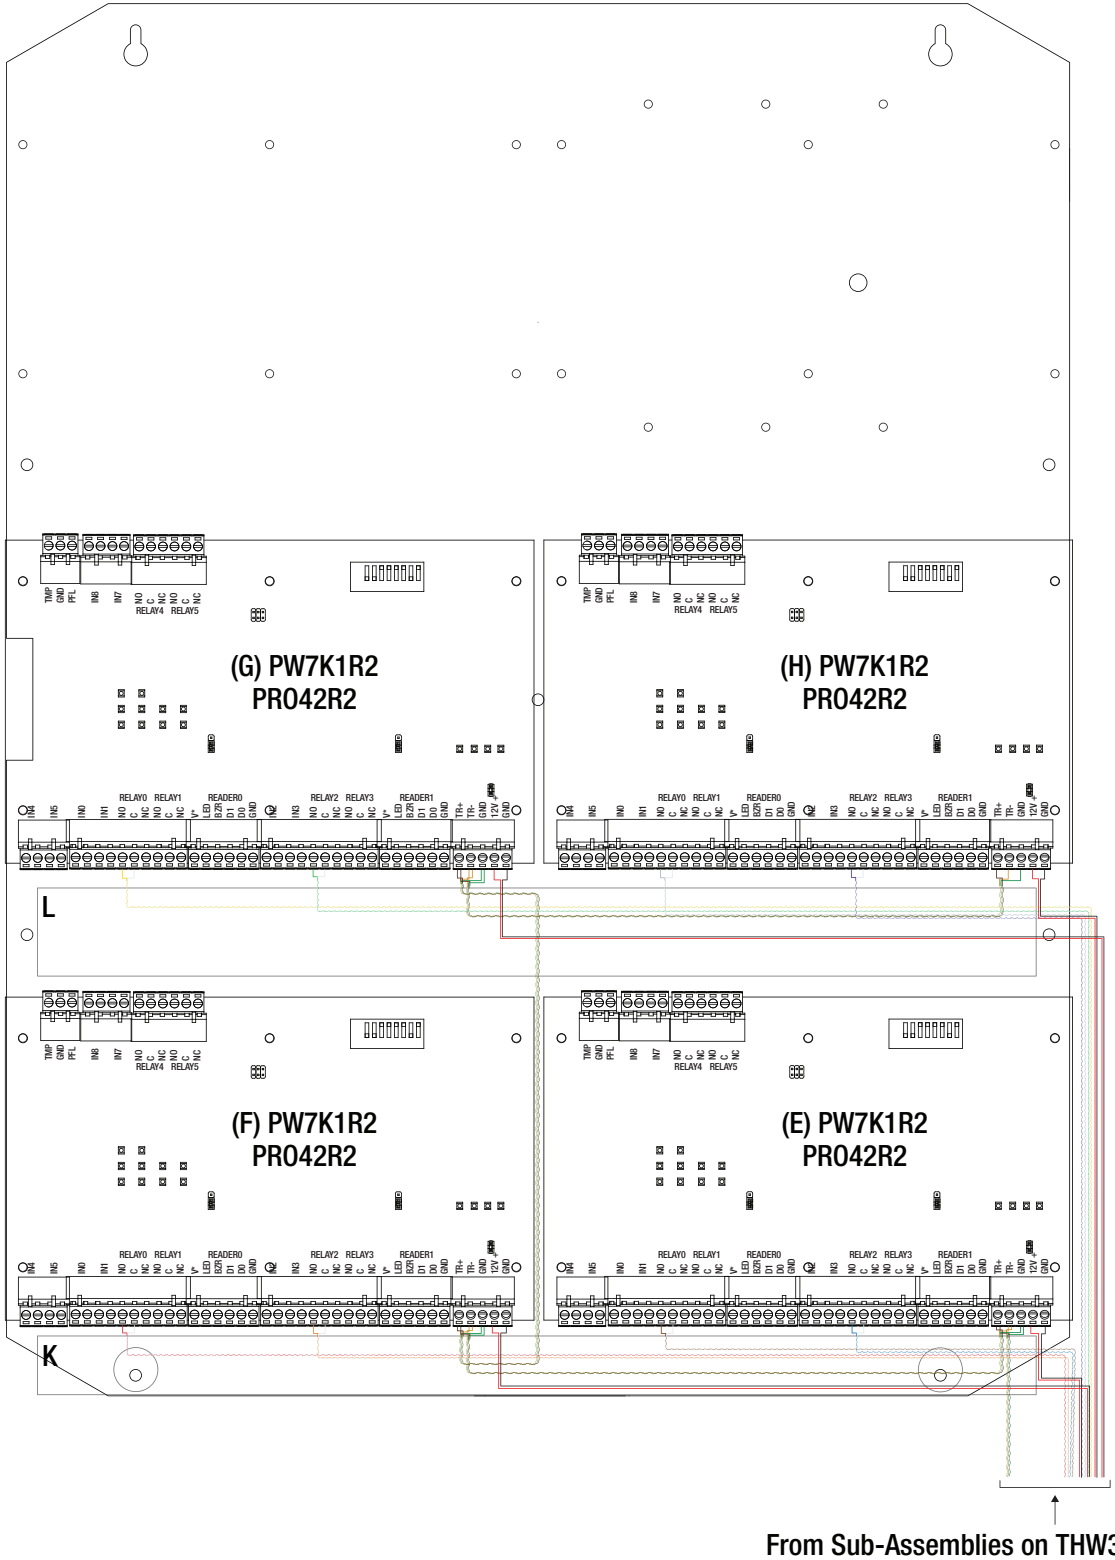 TMP GND PFL IN8 IN7 NO C NC NO C NC
RELAY4 RELAY5
TMP GND PFL IN8 IN7 NO C NC NO C NC
RELAY4 RELAY5
(G) PW7K1R2
PRO42R2
(H) PW7K1R2
PRO42R2
RELAY0 RELAY1 READER0 RELAY2 RELAY3 READER1
IN4 IN5 IN0 IN1 NO C NC NO C NC V* LED BZR D1 D0 GND IN2 IN3 NO C NC NO C NC V* LED BZR D1 D0 GND TR+ TR- GND 12V + GND
RELAY0 RELAY1 READER0 RELAY2 RELAY3 READER1
IN4 IN5 IN0 IN1 NO C NC NO C NC V* LED BZR D1 D0 GND IN2 IN3 NO C NC NO C NC V* LED BZR D1 D0 GND TR+ TR- GND 12V + GND
L
TMP GND PFL IN8 IN7 NO C NC NO C NC
RELAY4 RELAY5
TMP GND PFL IN8 IN7 NO C NC NO C NC
RELAY4 RELAY5
(F) PW7K1R2
PRO42R2
(E) PW7K1R2
PRO42R2
RELAY0 RELAY1 READER0 RELAY2 RELAY3 READER1
IN4 IN5 IN0 IN1 NO C NC NO C NC V* LED BZR D1 D0 GND IN2 IN3 NO C NC NO C NC V* LED BZR D1 D0 GND TR+ TR- GND 12V + GND
RELAY0 RELAY1 READER0 RELAY2 RELAY3 READER1
IN4 IN5 IN0 IN1 NO C NC NO C NC V* LED BZR D1 D0 GND IN2 IN3 NO C NC NO C NC V* LED BZR D1 D0 GND TR+ TR- GND 12V + GND
K
From Sub-Assemblies on THW3